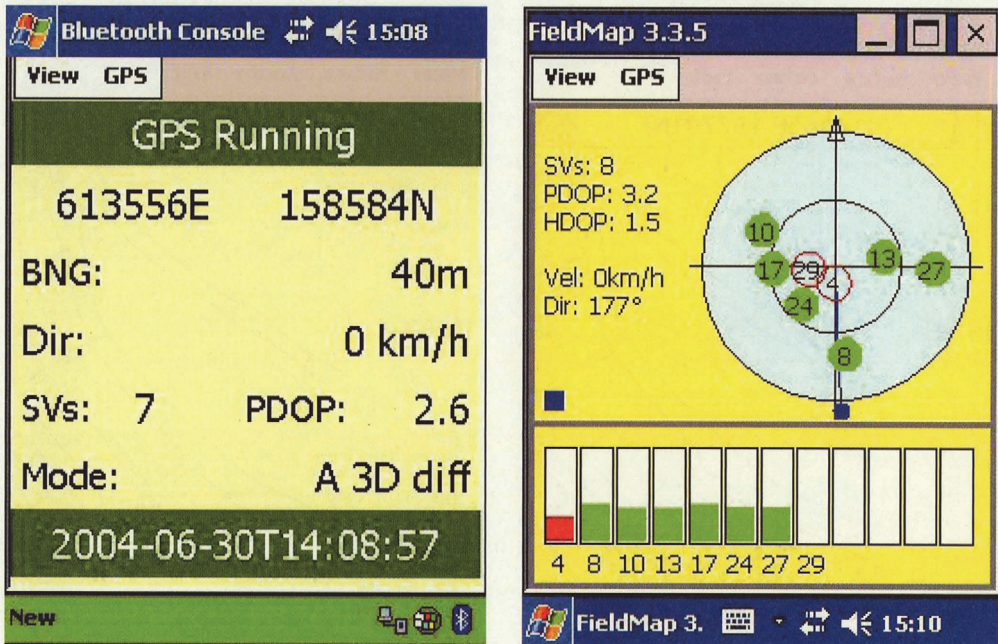 Bluetooth Console 15:08
View GPS
GPS Running
613556E 158584N
BNG: 40m
Dir: 0 km/h
SVs: 7 PDOP: 2.6
Mode: A 3D diff
2004-06-30T14:08:57
New
FieldMap 3.3.5
View GPS
SVs: 8
PDOP: 3.2
HDOP: 1.5
Vel: 0km/h
Dir: 177°
10
17 29 13 27
4
24
8
4 8 10 13 17 24 27 29
FieldMap 3. 15:10